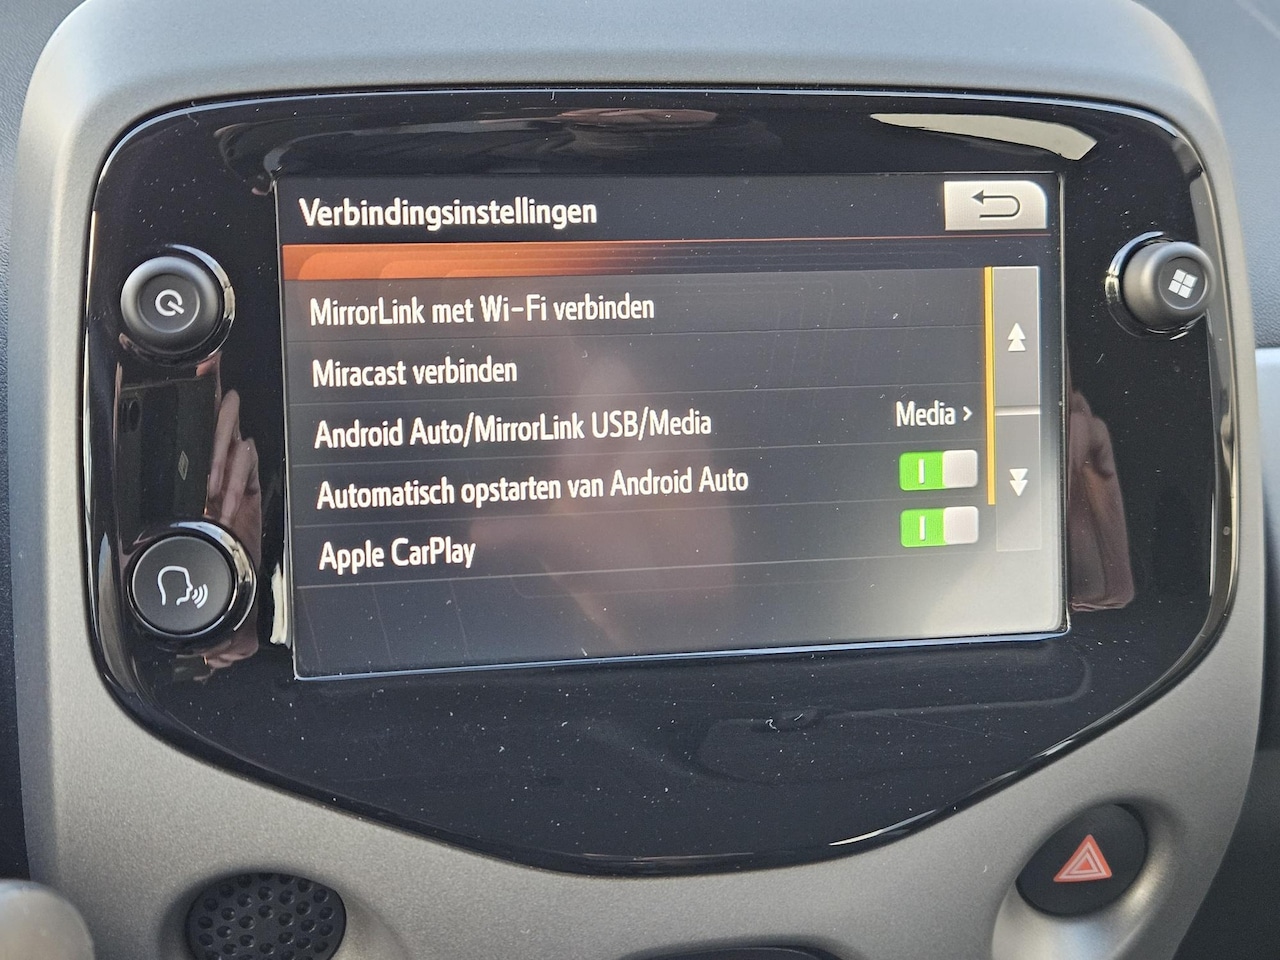 Verbindingsinstellingen
MirrorLink met Wi-Fi verbinden
Miracast verbinden
Android Auto/MirrorLink USB/Media Media >
Automatisch opstarten van Android Auto
Apple CarPlay